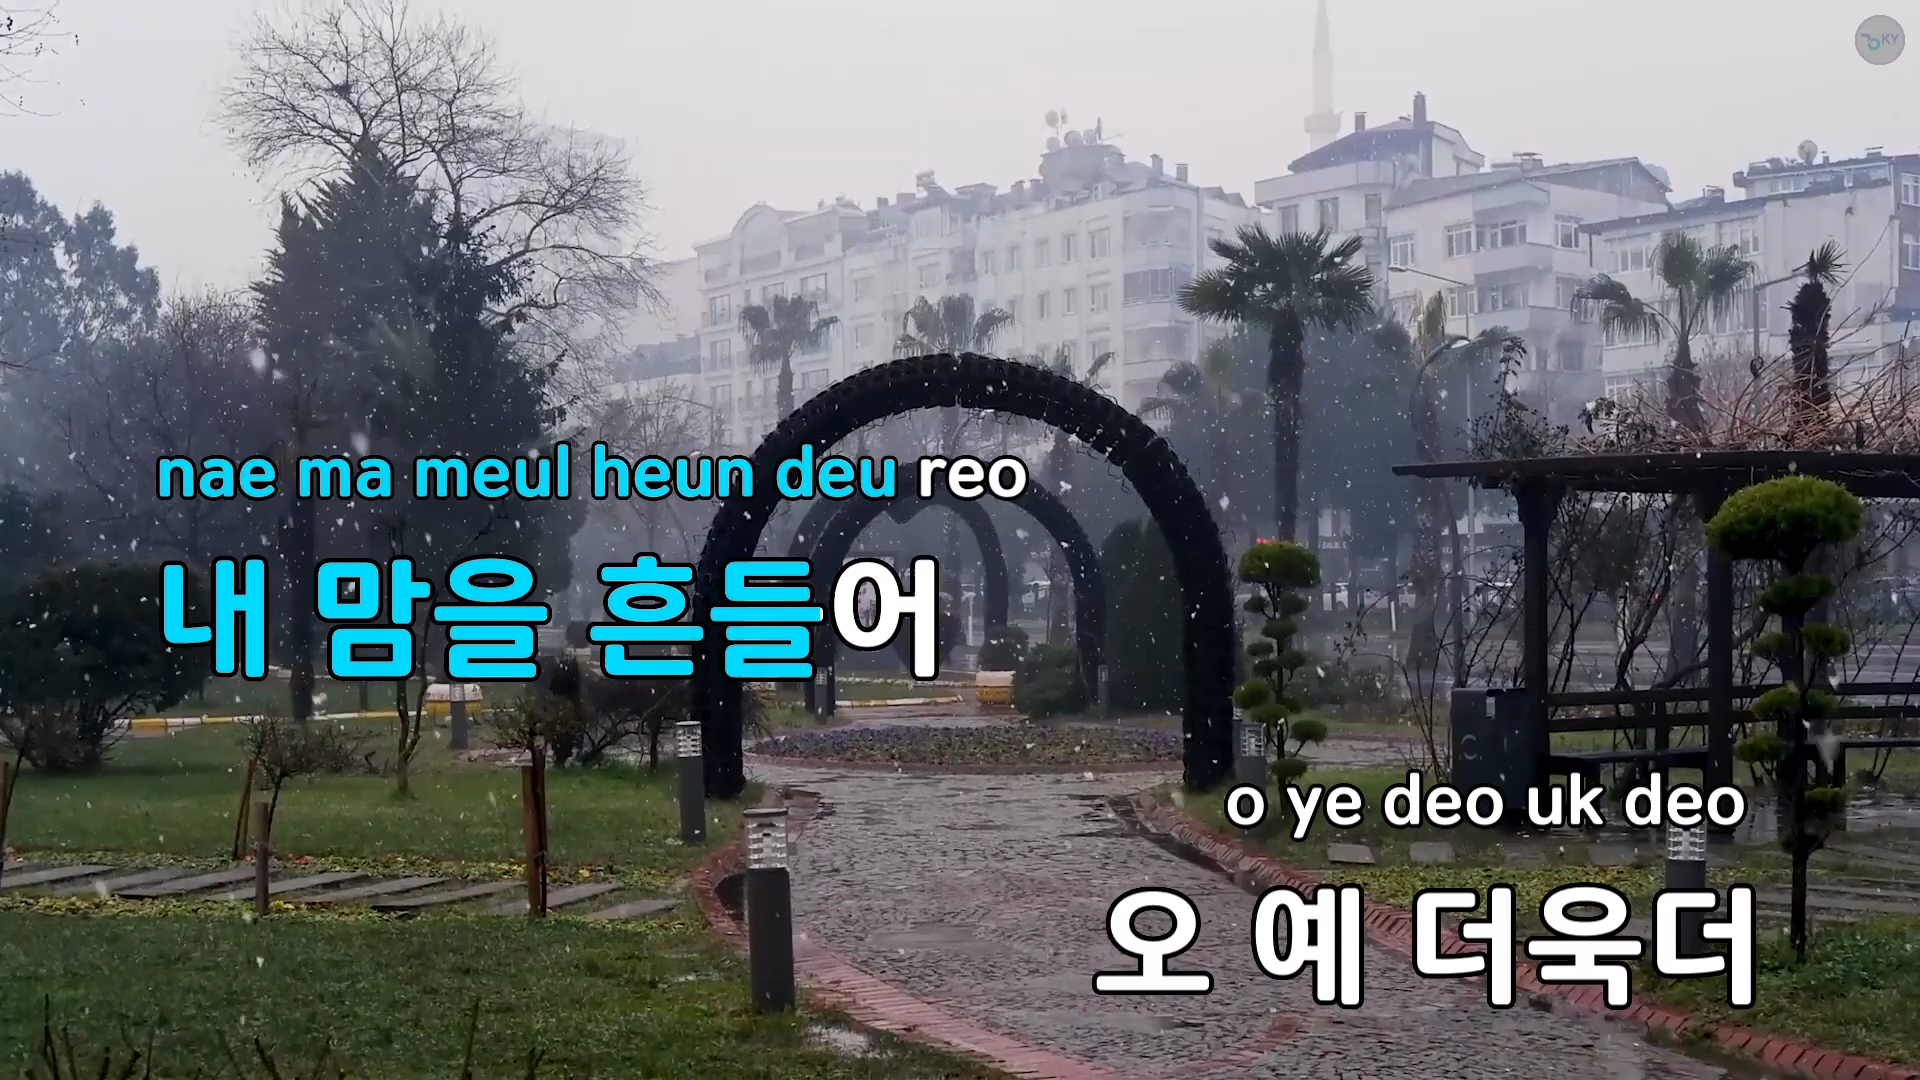 KY
nae ma meul heun deu reo
내 맘을 흔들어
o ye deo uk deo
오 예 더욱더